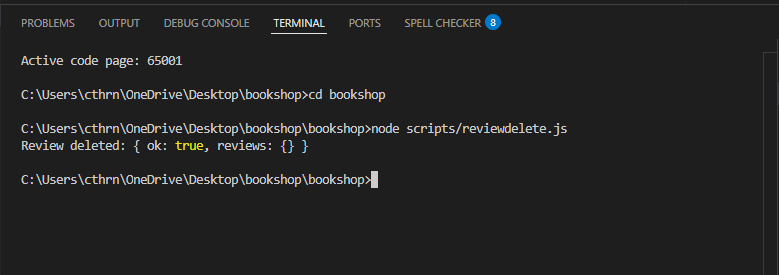 PROBLEMS OUTPUT DEBUG CONSOLE TERMINAL PORTS SPELL CHECKER 8
Active code page: 65001
C:\Users\cthrn\OneDrive\Desktop\bookshop>cd bookshop
C:\Users\cthrn\OneDrive\Desktop\bookshop\bookshop>node scripts/reviewdelete.js
Review deleted: { ok: true, reviews: {} }
C:\Users\cthrn\OneDrive\Desktop\bookshop\bookshop>